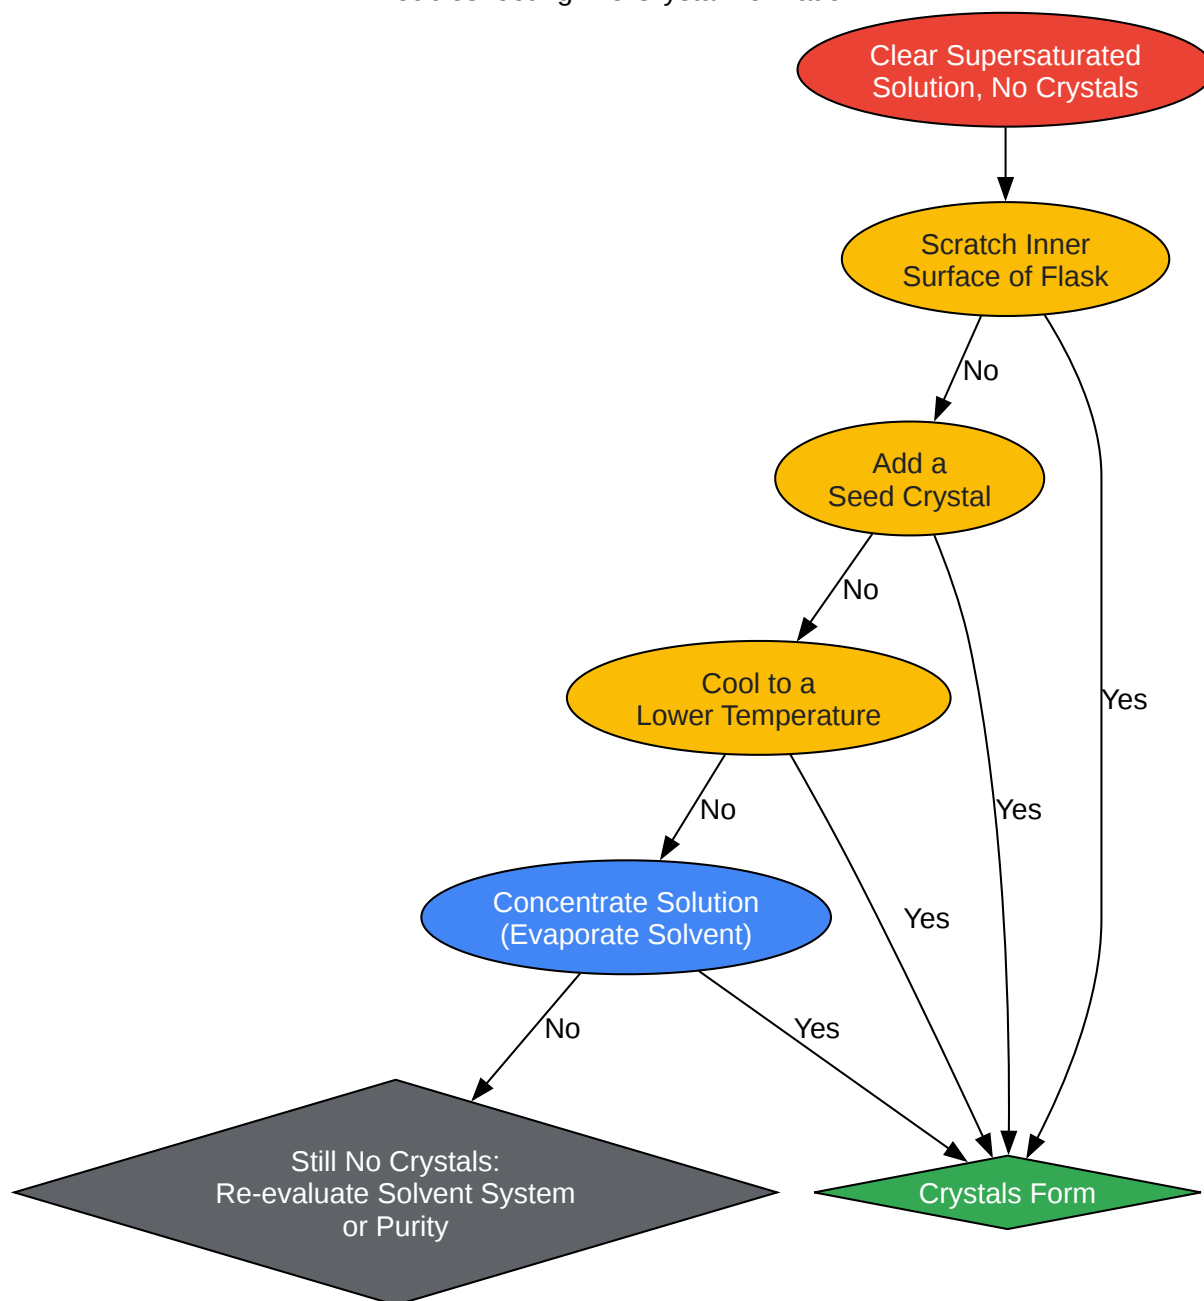 Clear Supersaturated
Solution, No Crystals
Scratch Inner
Surface of Flask
No
Add a
Seed Crystal
No
Cool to a
Lower Temperature
Yes
No
Yes
Concentrate Solution
(Evaporate Solvent)
Yes
No
Yes
Still No Crystals:
Re-evaluate Solvent System
or Purity
Crystals Form